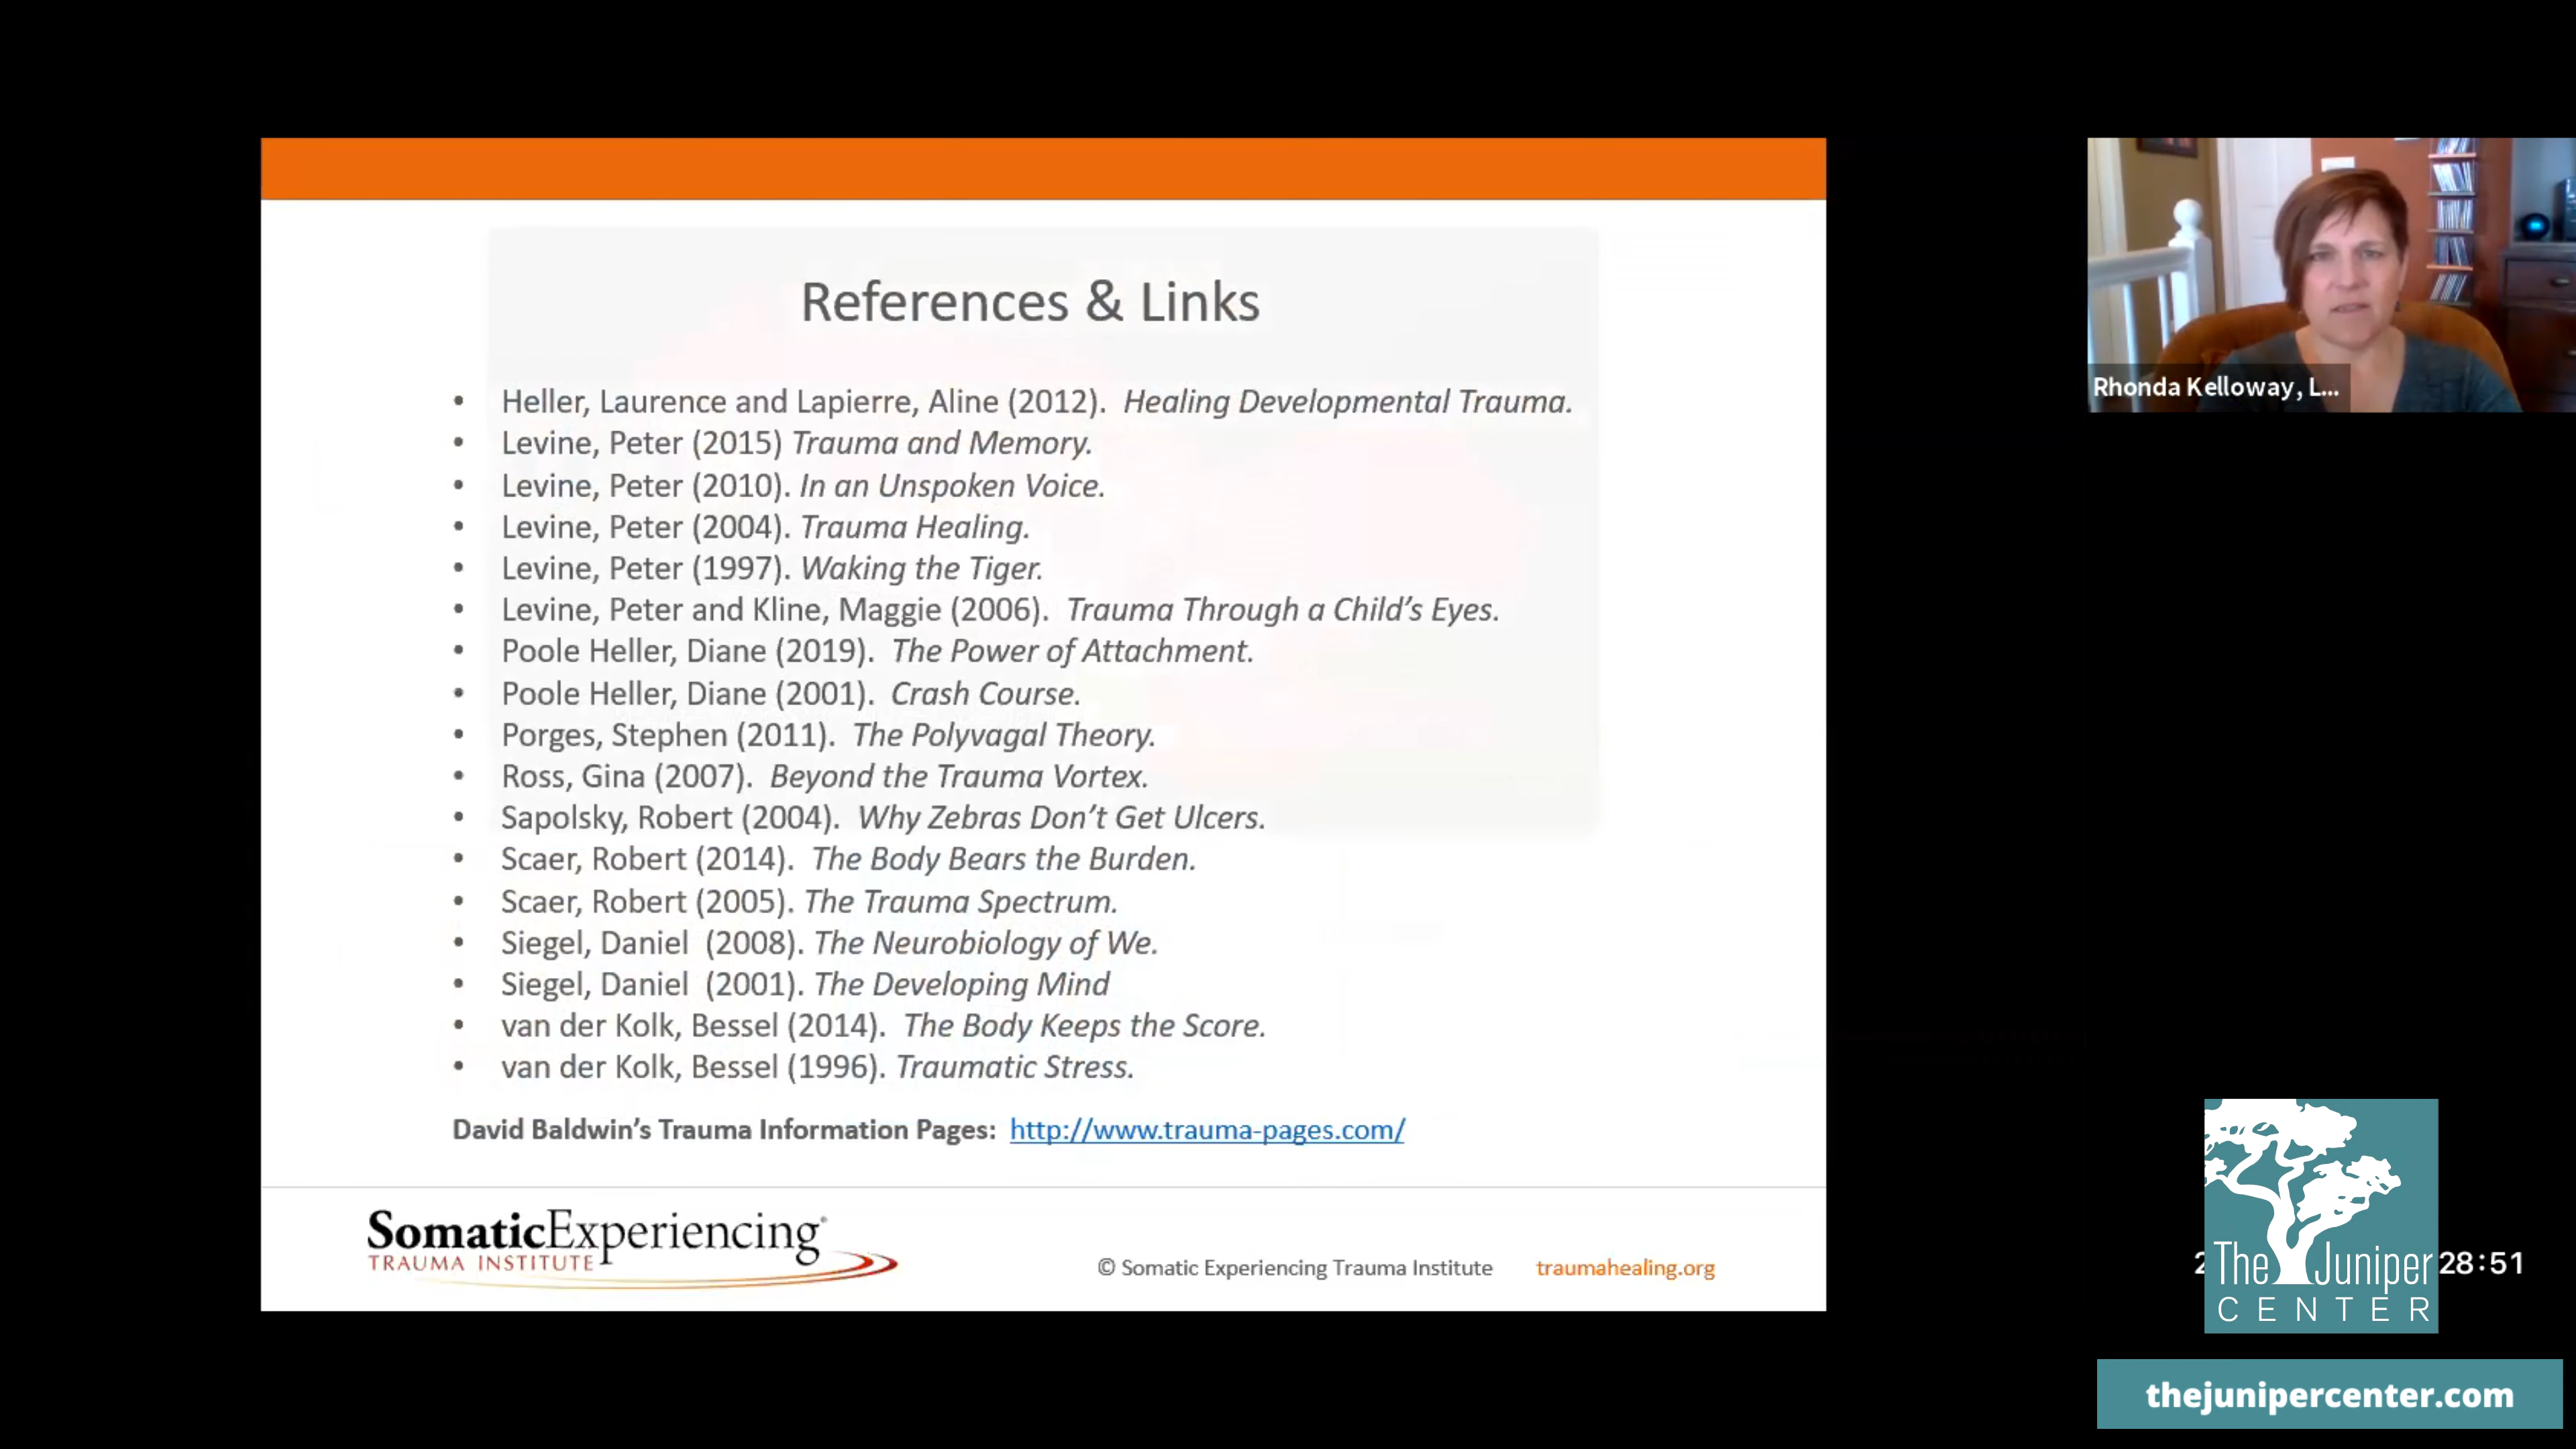 References & Links
• Heller, Laurence and Lapierre, Aline (2012). Healing Developmental Trauma.
• Levine, Peter (2015) Trauma and Memory.
• Levine, Peter (2010). In an Unspoken Voice.
• Levine, Peter (2004). Trauma Healing.
• Levine, Peter (1997). Waking the Tiger.
• Levine, Peter and Kline, Maggie (2006). Trauma Through a Child's Eyes.
• Poole Heller, Diane (2019). The Power of Attachment.
• Poole Heller, Diane (2001). Crash Course.
• Porges, Stephen (2011). The Polyvagal Theory.
• Ross, Gina (2007). Beyond the Trauma Vortex.
• Sapolsky, Robert (2004). Why Zebras Don't Get Ulcers.
• Scaer, Robert (2014). The Body Bears the Burden.
• Scaer, Robert (2005). The Trauma Spectrum.
• Siegel, Daniel (2008). The Neurobiology of We.
• Siegel, Daniel (2001). The Developing Mind
• van der Kolk, Bessel (2014). The Body Keeps the Score.
• van der Kolk, Bessel (1996). Traumatic Stress.
David Baldwin's Trauma Information Pages: http://www.trauma-pages.com/
SomaticExperiencing®
TRAUMA INSTITUTE
© Somatic Experiencing Trauma Institute traumahealing.org
Rhonda Kelloway, L...
The Juniper
CENTER
28:51
thejunipercenter.com